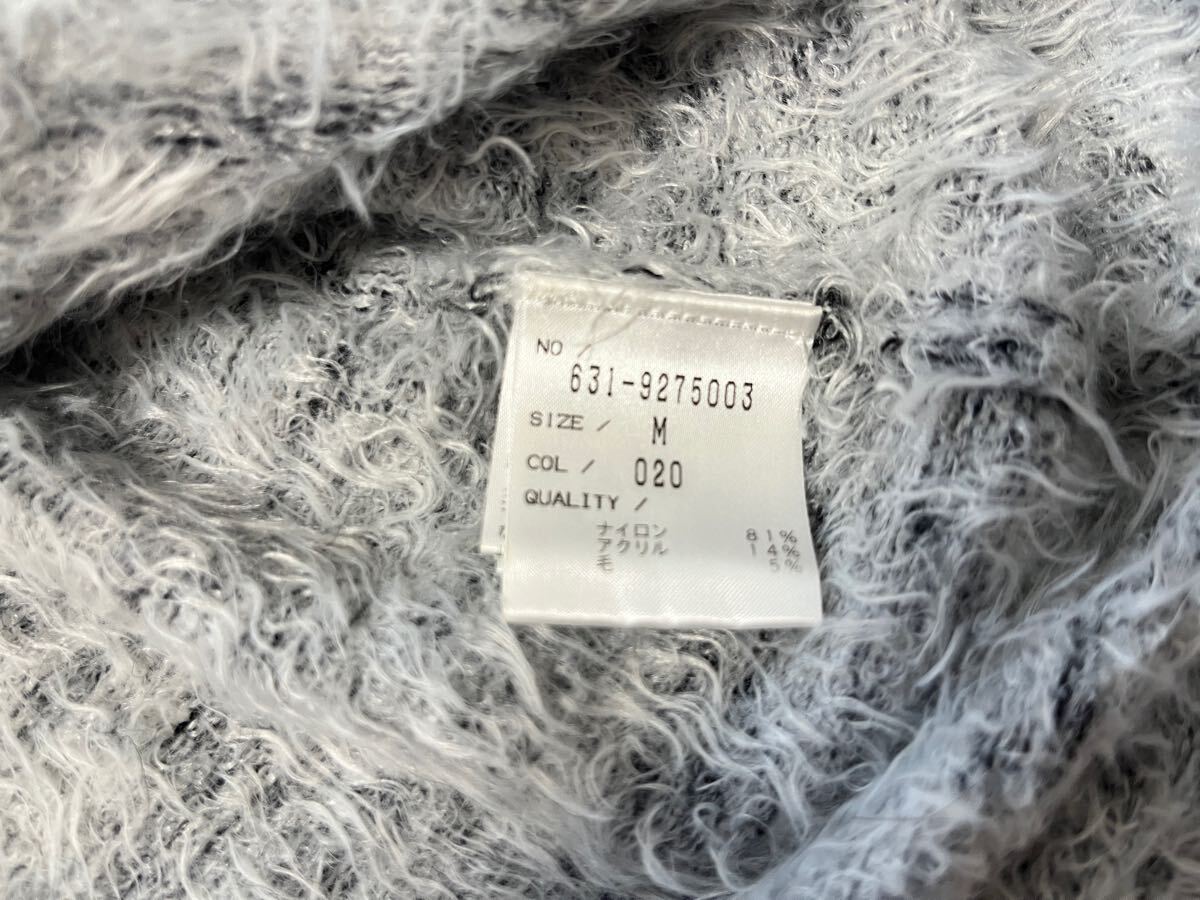 NO /
631-9275003
SIZE / M
COL / 020
QUALITY /
ナイロン 81%
アクリル 14%
毛 5%